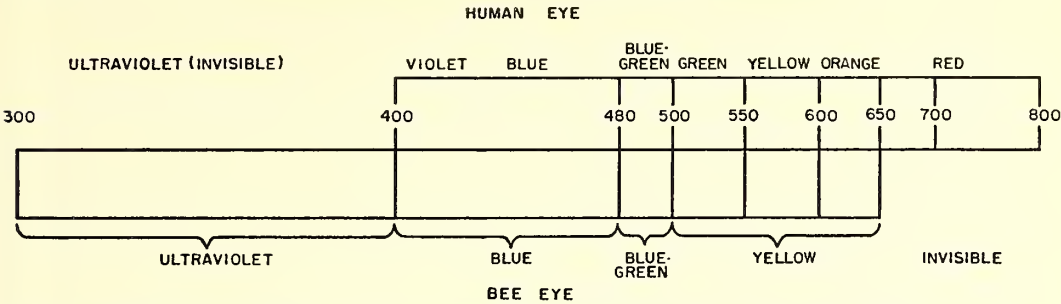 HUMAN EYE
ULTRAVIOLET (INVISIBLE) VIOLET BLUE BLUE-
GREEN GREEN YELLOW ORANGE RED
300 400 480 500 550 600 650 700 800
ULTRAVIOLET BLUE BLUE-
GREEN YELLOW INVISIBLE
BEE EYE